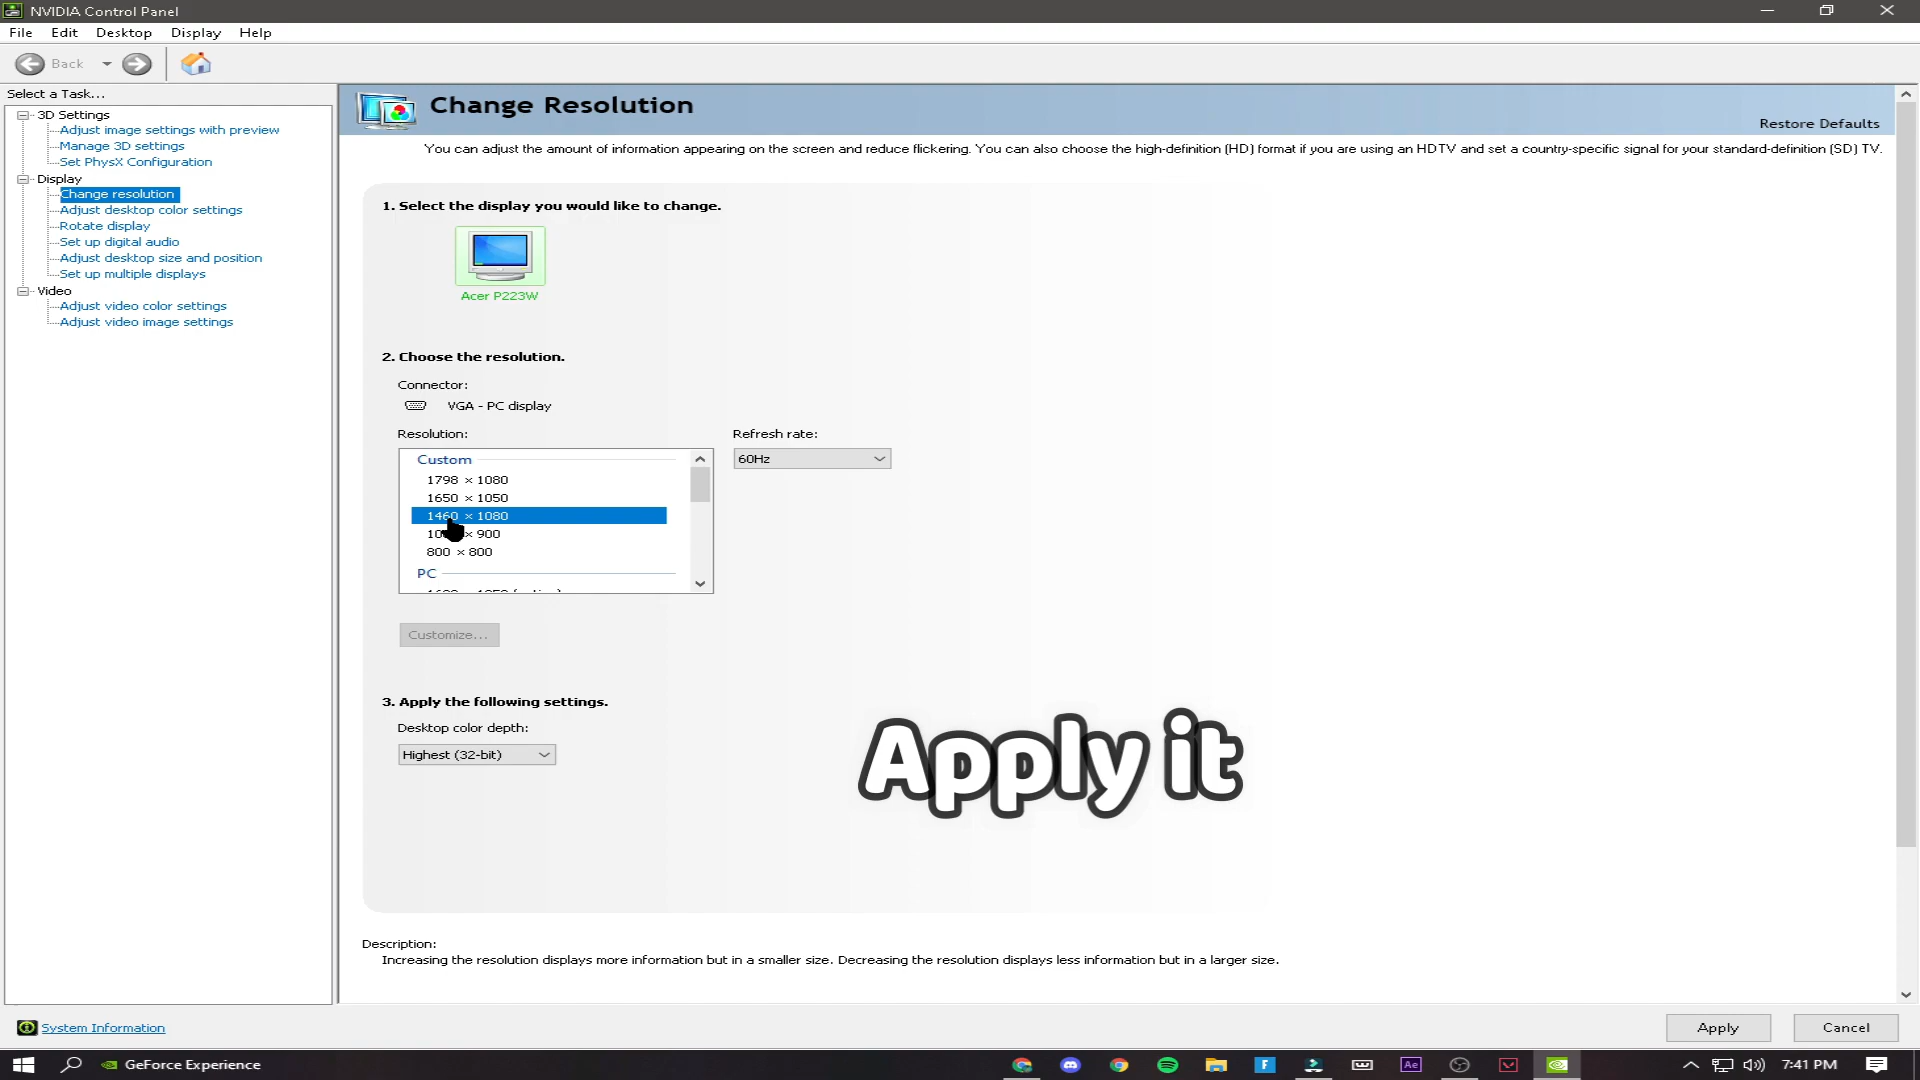 NVIDIA Control Panel
File Edit Desktop Display Help
Back
Select a Task...
3D Settings
Adjust image settings with preview
Manage 3D settings
Set PhysX Configuration
Display
Change resolution
Adjust desktop color settings
Rotate display
Set up digital audio
Adjust desktop size and position
Set up multiple displays
Video
Adjust video color settings
Adjust video image settings
Change Resolution
Restore Defaults
You can adjust the amount of information appearing on the screen and reduce flickering. You can also choose the high-definition (HD) format if you are using an HDTV and set a country-specific signal for your standard-definition (SD) TV.
1. Select the display you would like to change.
Acer P223W
2. Choose the resolution.
Connector:
VGA - PC display
Resolution:
Refresh rate:
Custom
60Hz
1798 × 1080
1650 × 1050
1460 × 1080
× 900
800 × 800
PC
Customize...
3. Apply the following settings.
Desktop color depth:
Highest (32-bit)
Apply it
Description:
Increasing the resolution displays more information but in a smaller size. Decreasing the resolution displays less information but in a larger size.
System Information
Apply
Cancel
GeForce Experience
Ae
7:41 PM